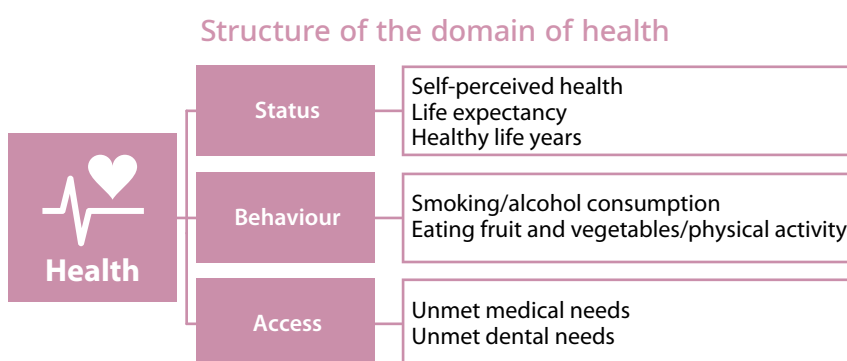 Structure of the domain of health
Health
Status
Self-perceived health
Life expectancy
Healthy life years
Behaviour
Smoking/alcohol consumption
Eating fruit and vegetables/physical activity
Access
Unmet medical needs
Unmet dental needs